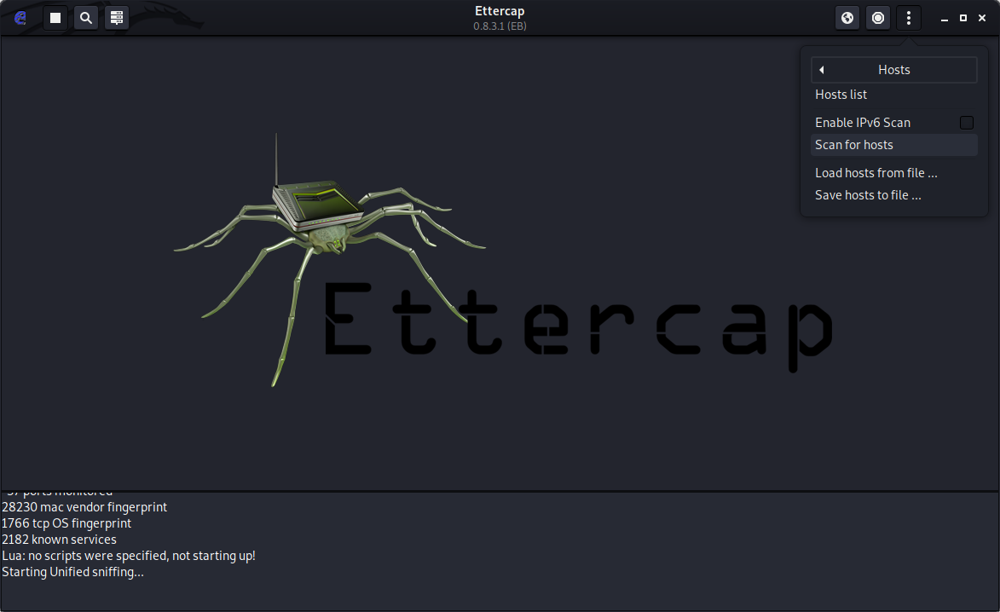 Ettercap
0.8.3.1 (EB)
Hosts
Hosts list
Enable IPv6 Scan
Scan for hosts
Load hosts from file ...
Save hosts to file ...
Ettercap
ports monitored
28230 mac vendor fingerprint
1766 tcp OS fingerprint
2182 known services
Lua: no scripts were specified, not starting up!
Starting Unified sniffing...